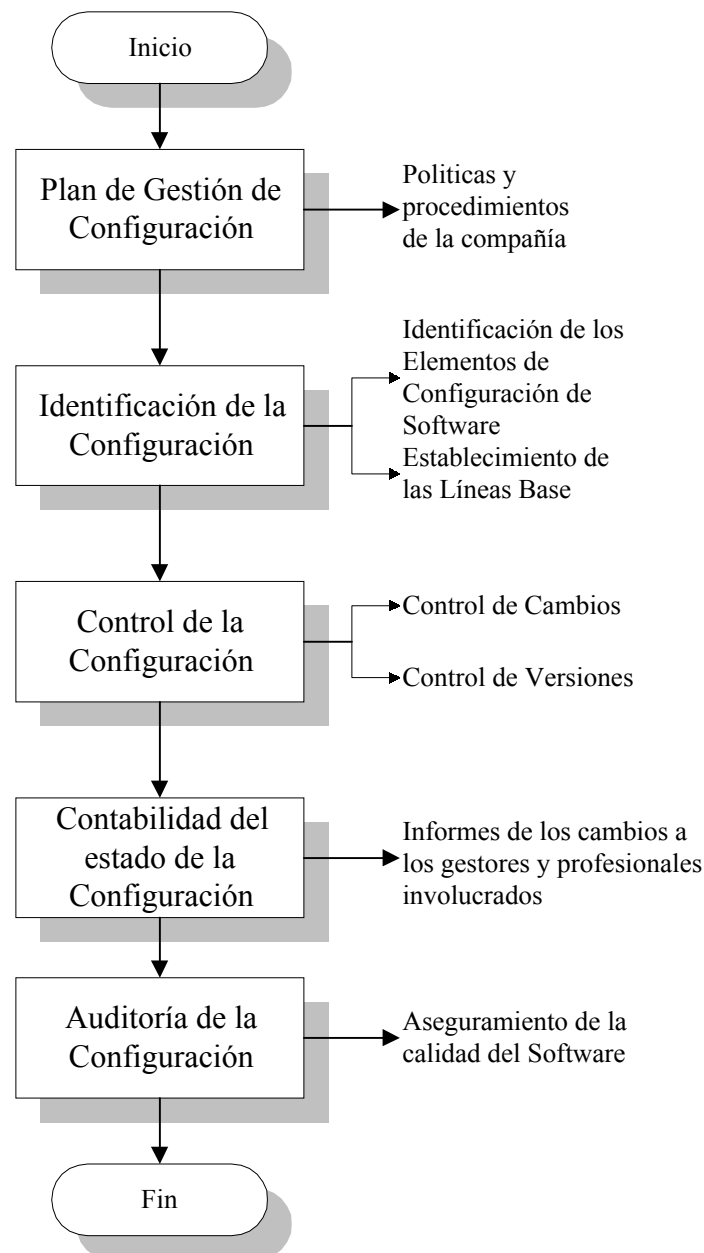 Inicio
Plan de Gestión de
Configuración
Politicas y
procedimientos
de la compañía
Identificación de la
Configuración
Identificación de los
Elementos de
Configuración de
Software
Establecimiento de
las Líneas Base
Control de la
Configuración
Control de Cambios
Control de Versiones
Contabilidad del
estado de la
Configuración
Informes de los cambios a
los gestores y profesionales
involucrados
Auditoría de la
Configuración
Aseguramiento de la
calidad del Software
Fin